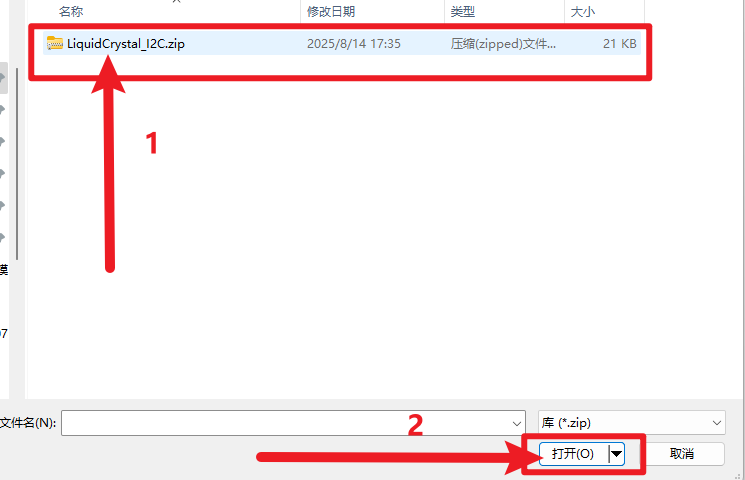 名称 修改日期 类型 大小
LiquidCrystal_I2C.zip 2025/8/14 17:35 压缩(zipped)文件... 21 KB
1
模
07
2
文件名(N): 库 (*.zip)
打开(O) 取消